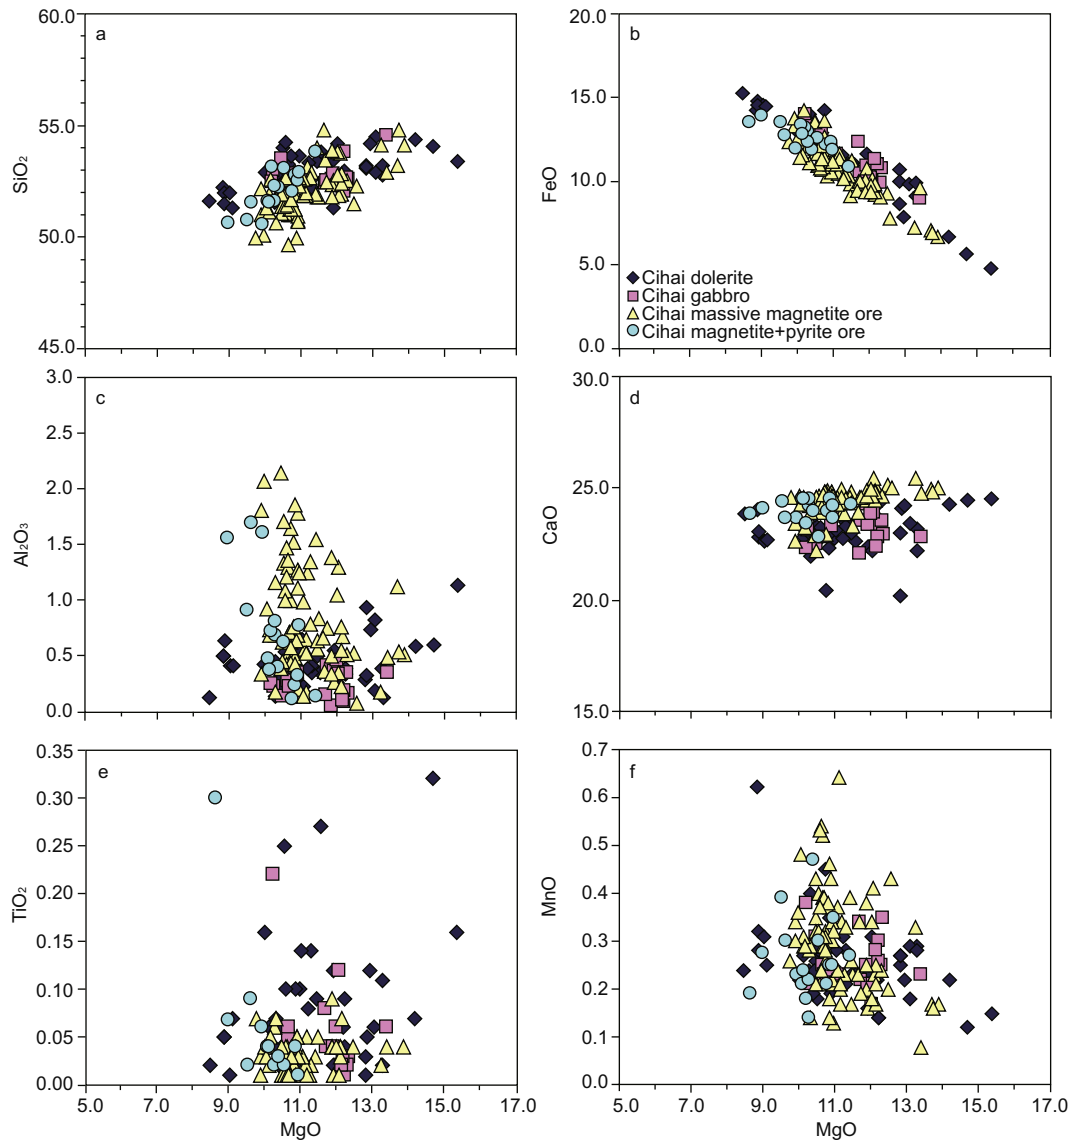 60.0
55.0
50.0
45.0
SiO2
a
20.0
15.0
10.0
5.0
0.0
FeO
b
Cihai dolerite
Cihai gabbro
Cihai massive magnetite ore
Cihai magnetite+pyrite ore
3.0
2.5
2.0
1.5
1.0
0.5
0.0
Al2O3
c
30.0
25.0
20.0
15.0
CaO
d
0.35
0.30
0.25
0.20
0.15
0.10
0.05
0.00
TiO2
e
5.0 7.0 9.0 11.0 13.0 15.0 17.0
MgO
0.7
0.6
0.5
0.4
0.3
0.2
0.1
0.0
MnO
f
5.0 7.0 9.0 11.0 13.0 15.0 17.0
MgO